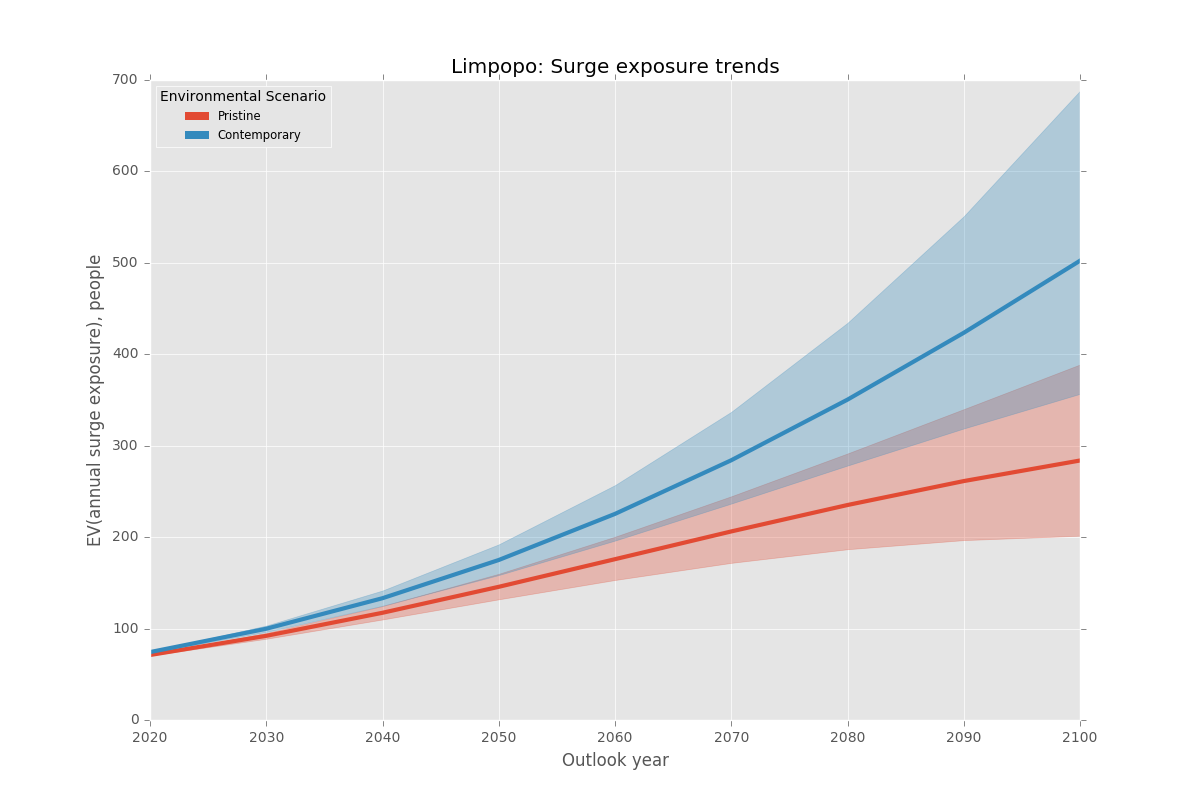 Limpopo: Surge exposure trends
Environmental Scenario
Pristine
Contemporary
EV(annual surge exposure), people
700
600
500
400
300
200
100
0
2020 2030 2040 2050 2060 2070 2080 2090 2100
Outlook year